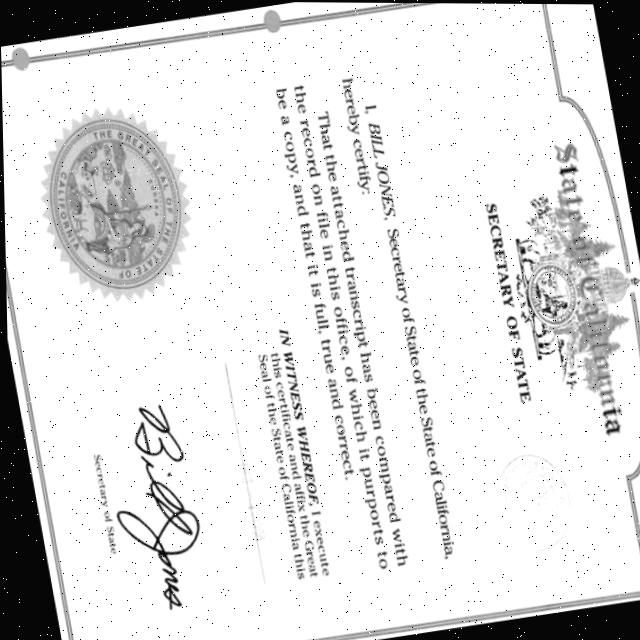 State of California
SECRETARY OF STATE
I, BILL JONES, Secretary of State of the State of California,
hereby certify:
That the attached transcript has been compared with
the record on file in this office, of which it purports to
be a copy, and that it is full, true and correct.
IN WITNESS WHEREOF, I execute
this certificate and affix the Great
Seal of the State of California this
THE GREAT SEAL OF THE STATE OF CALIFORNIA
Bill Jones
Secretary of State